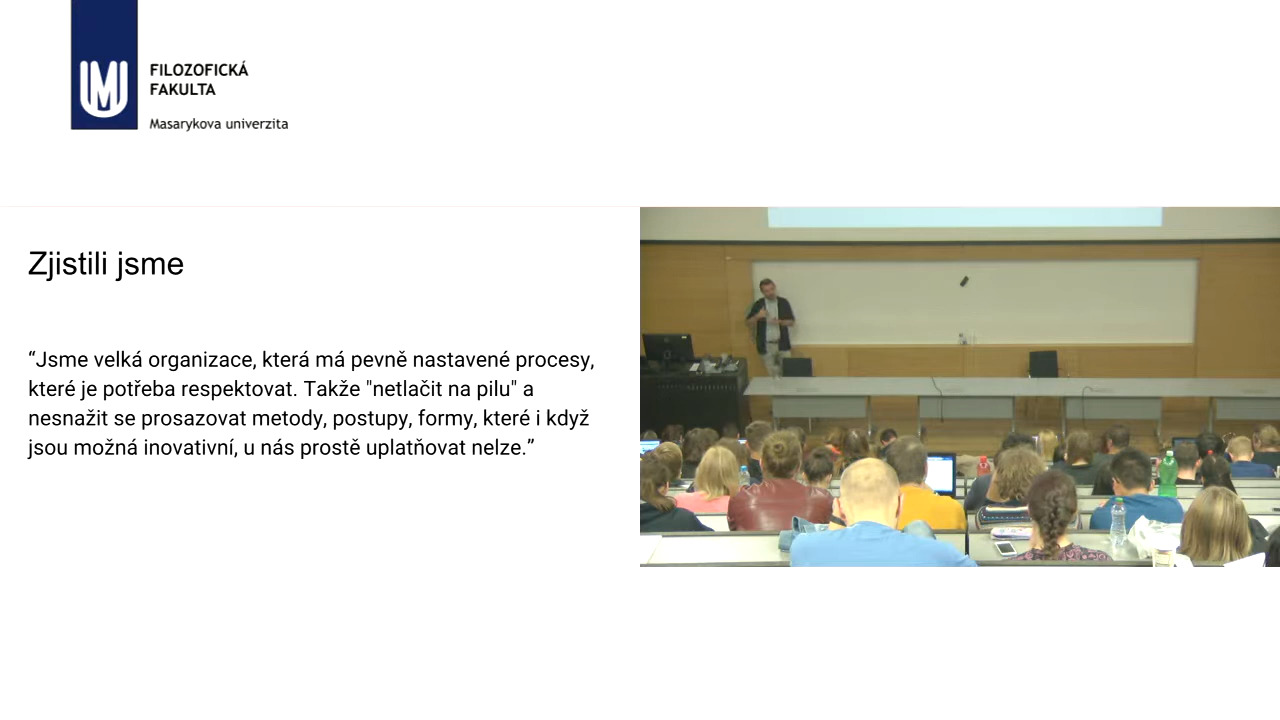 FILOZOFICKÁ
FAKULTA
Masarykova univerzita
Zjistili jsme
“Jsme velká organizace, která má pevně nastavené procesy,
které je potřeba respektovat. Takže "netlačit na pilu" a
nesnažit se prosazovat metody, postupy, formy, které i když
jsou možná inovativní, u nás prostě uplatňovat nelze.”